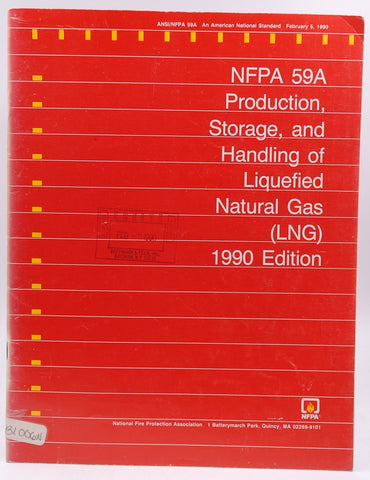 ANSI/NFPA 59A An American National Standard February 5, 1990
NFPA 59A
Production,
Storage, and
Handling of
Liquefied
Natural Gas
(LNG)
1990 Edition
NFPA
National Fire Protection Association 1 Batterymarch Park, Quincy, MA 02269-9101